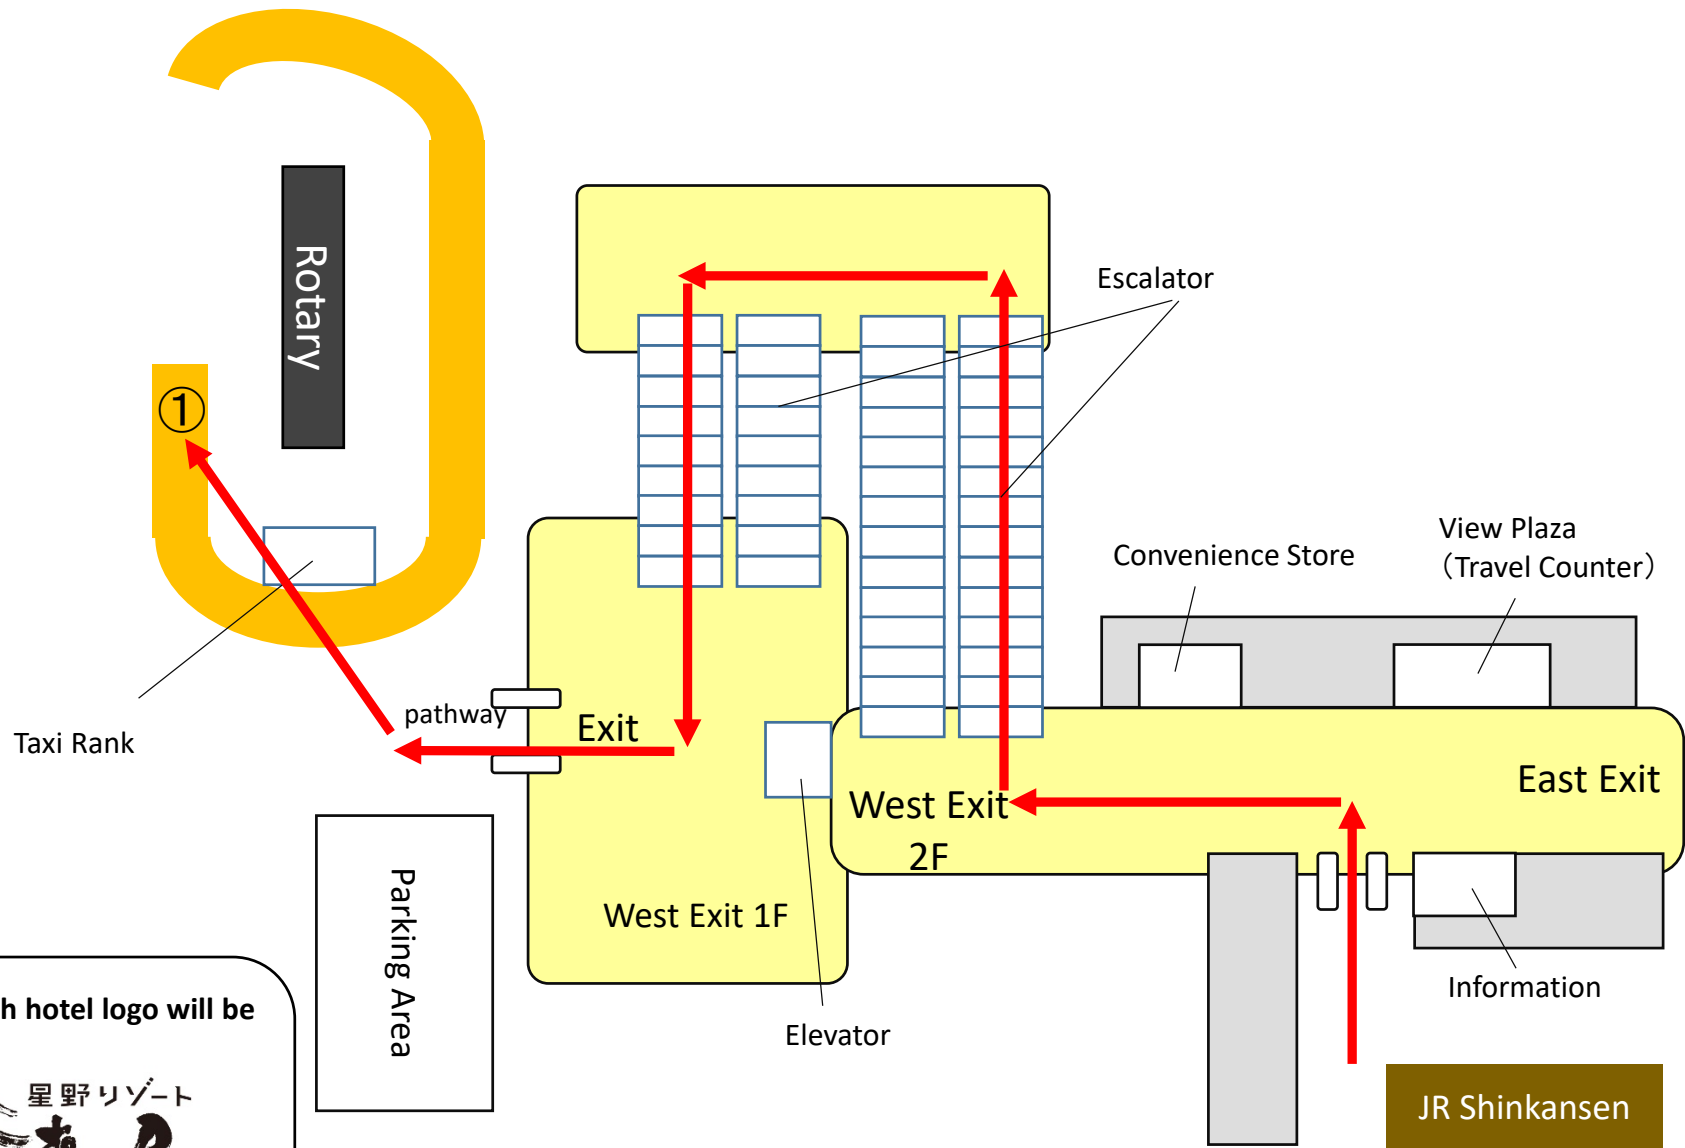 Rotary
①
Escalator
View Plaza
（Travel Counter）
Convenience Store
pathway
Exit
Taxi Rank
East Exit
West Exit
2F
West Exit 1F
Parking Area
Information
Elevator
h hotel logo will be
星野リゾート
JR Shinkansen